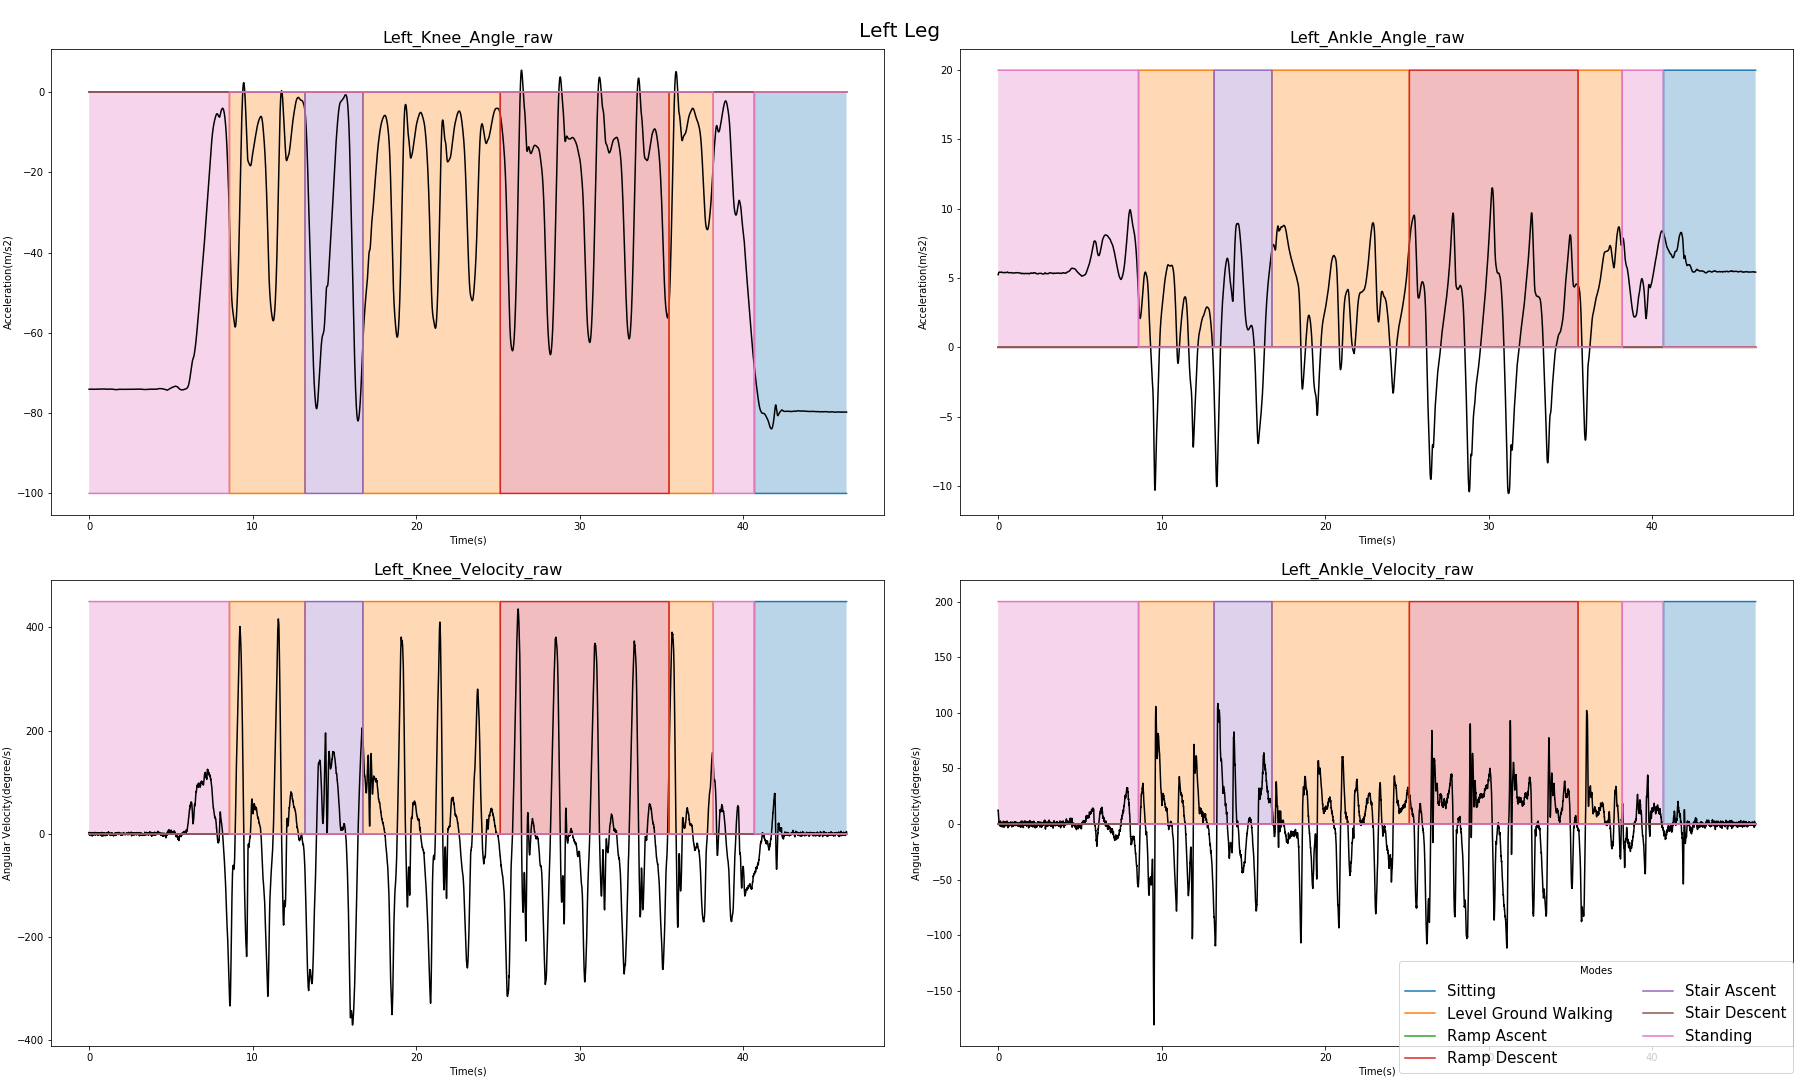 Left Leg
Left_Knee_Angle_raw
Acceleration(m/s2)
0
−20
−40
−60
−80
−100
0 10 20 30 40
Time(s)
Left_Ankle_Angle_raw
Acceleration(m/s2)
20
15
10
5
0
−5
−10
0 10 20 30 40
Time(s)
Left_Knee_Velocity_raw
Angular Velocity(degree/s)
400
200
0
−200
−400
0 10 20 30 40
Time(s)
Left_Ankle_Velocity_raw
Angular Velocity(degree/s)
200
150
100
50
0
−50
−100
−150
0 10 20 30 40
Time(s)
Modes
Sitting
Level Ground Walking
Ramp Ascent
Ramp Descent
Stair Ascent
Stair Descent
Standing